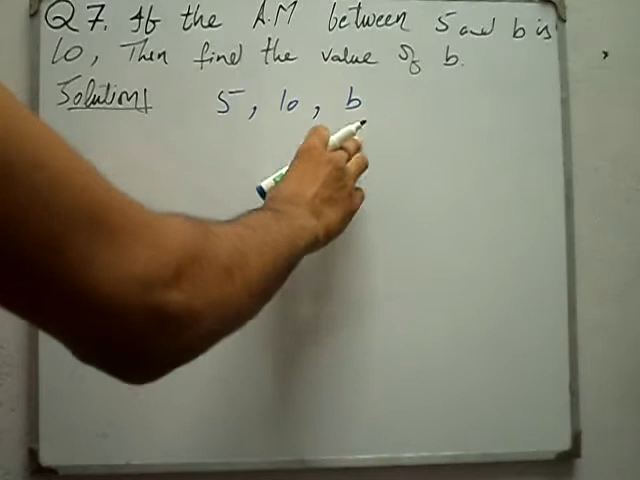 Q7. If the A.M between 5 and b is
10, Then find the value of b.
Solution
5, 10, b